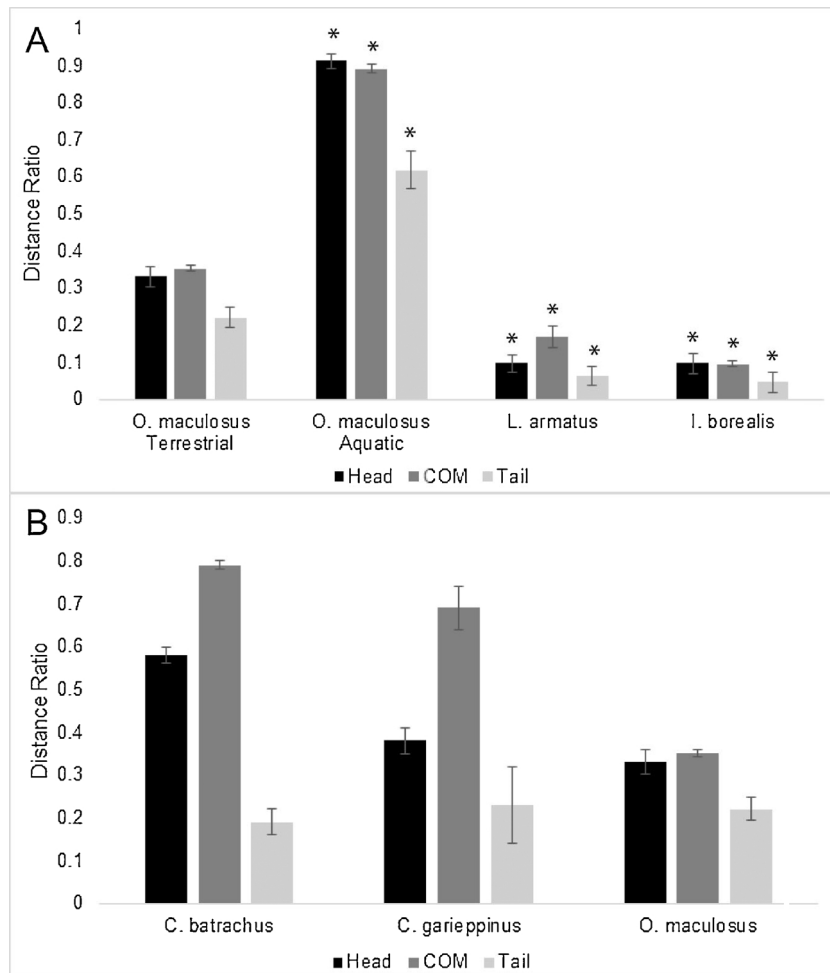 A
1
0.9
0.8
0.7
0.6
0.5
0.4
0.3
0.2
0.1
0
Distance Ratio
* * *
* * *
* * *
O. maculosus Terrestrial
O. maculosus Aquatic
L. armatus
I. borealis
Head COM Tail
B
0.9
0.8
0.7
0.6
0.5
0.4
0.3
0.2
0.1
0
Distance Ratio
C. batrachus
C. garieppinus
O. maculosus
Head COM Tail